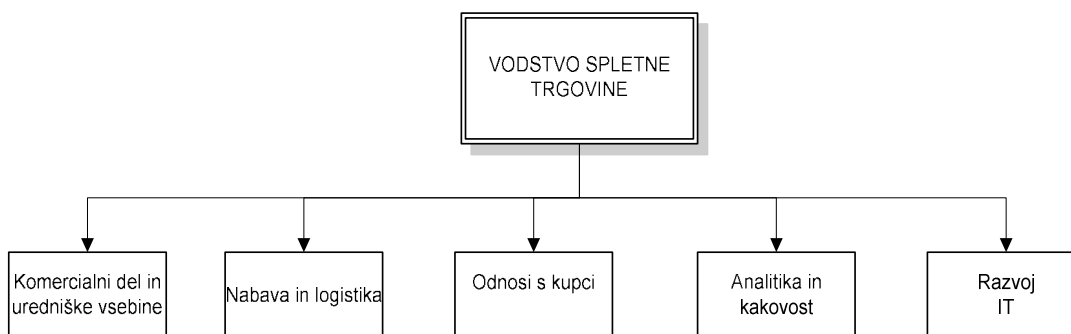 VODSTVO SPLETNE
TRGOVINE
Komercialni del in
uredniške vsebine
Nabava in logistika
Odnosi s kupci
Analitika in
kakovost
Razvoj
IT